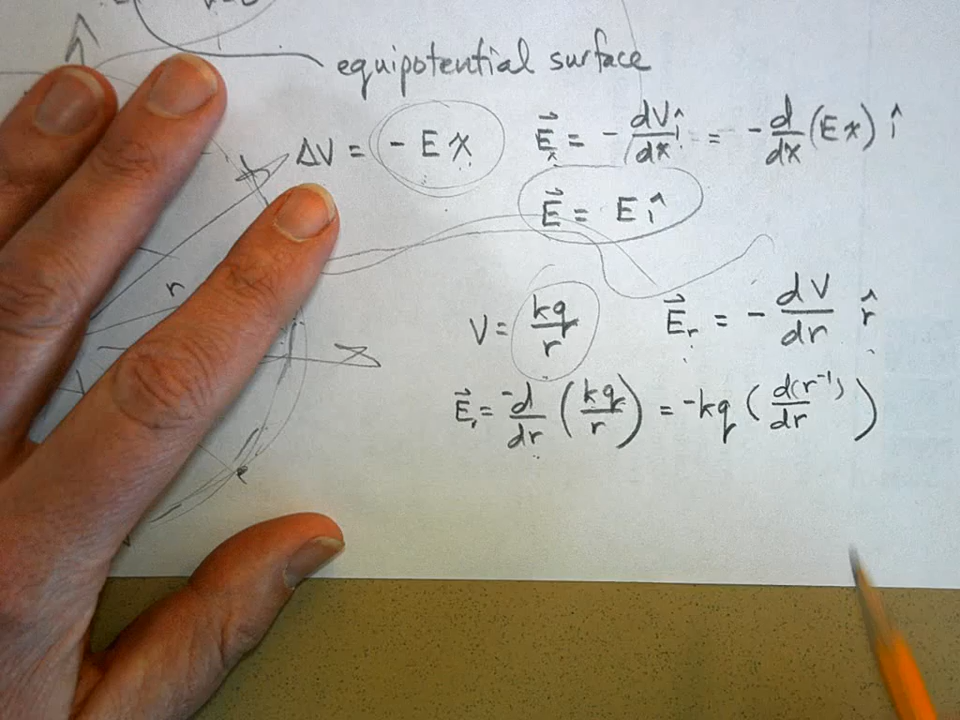 equipotential surface
ΔV = -Ex  E⃗ₓ = -dV/dx î = -d/dx (Ex) î
E⃗ = E î
r
V = kq/r  E⃗ᵣ = -dV/dr r̂
E⃗ᵣ = -d/dr (kq/r) = -kq (d(r⁻¹)/dr)